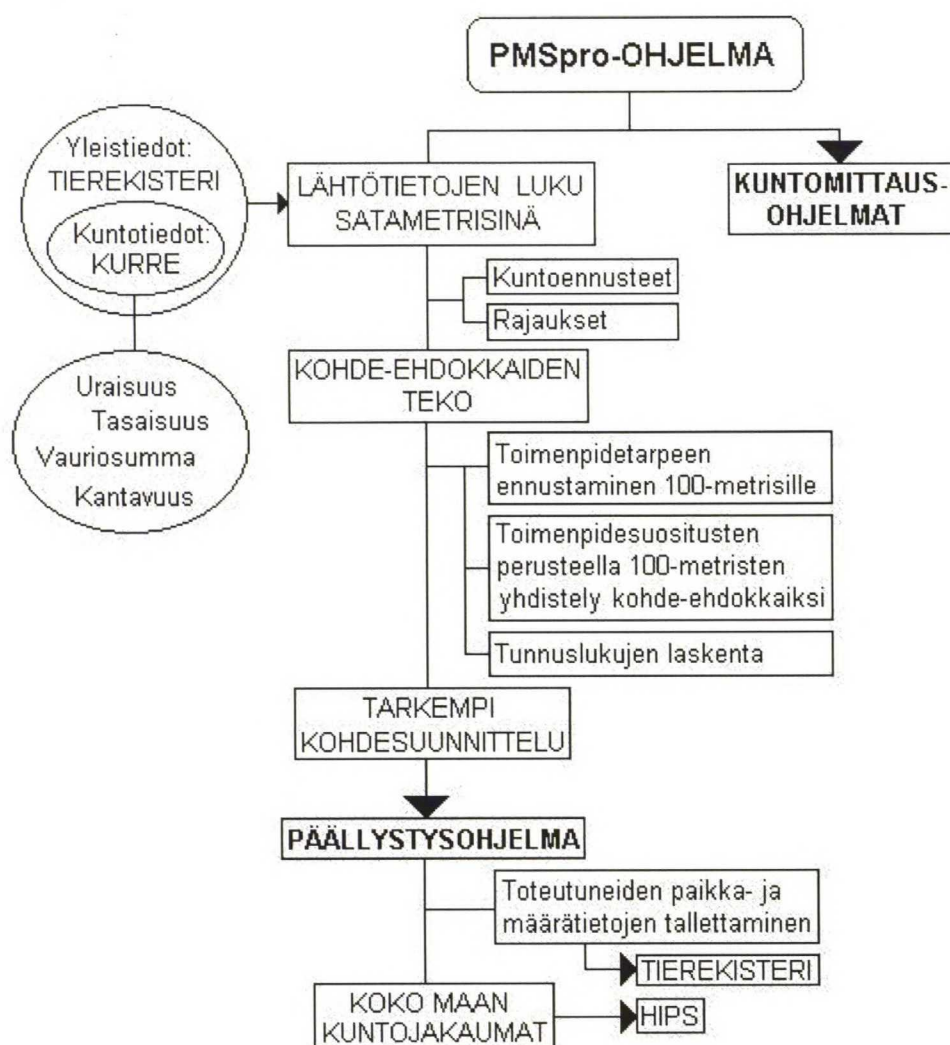 PMSpro-OHJELMA
Yleistiedot:
TIEREKISTERI
Kuntotiedot:
KURRE
LÄHTÖTIETOJEN LUKU
SATAMETRISINÄ
KUNTOMITTAUS-
OHJELMAT
Kuntoennusteet
Rajaukset
Uraisuus
Tasaisuus
Vauriosumma
Kantavuus
KOHDE-EHDOKKAIDEN
TEKO
Toimenpidetarpeen
ennustaminen 100-metrisille
Toimenpidesuositusten
perusteella 100-metristen
yhdistely kohde-ehdokkaiksi
Tunnuslukujen laskenta
TARKEMPI
KOHDESUUNNITTELU
PÄÄLLYSTYSOHJELMA
Toteutuneiden paikka- ja
määrätietojen tallettaminen
TIEREKISTERI
KOKO MAAN
KUNTOJAKAUMAT
HIPS